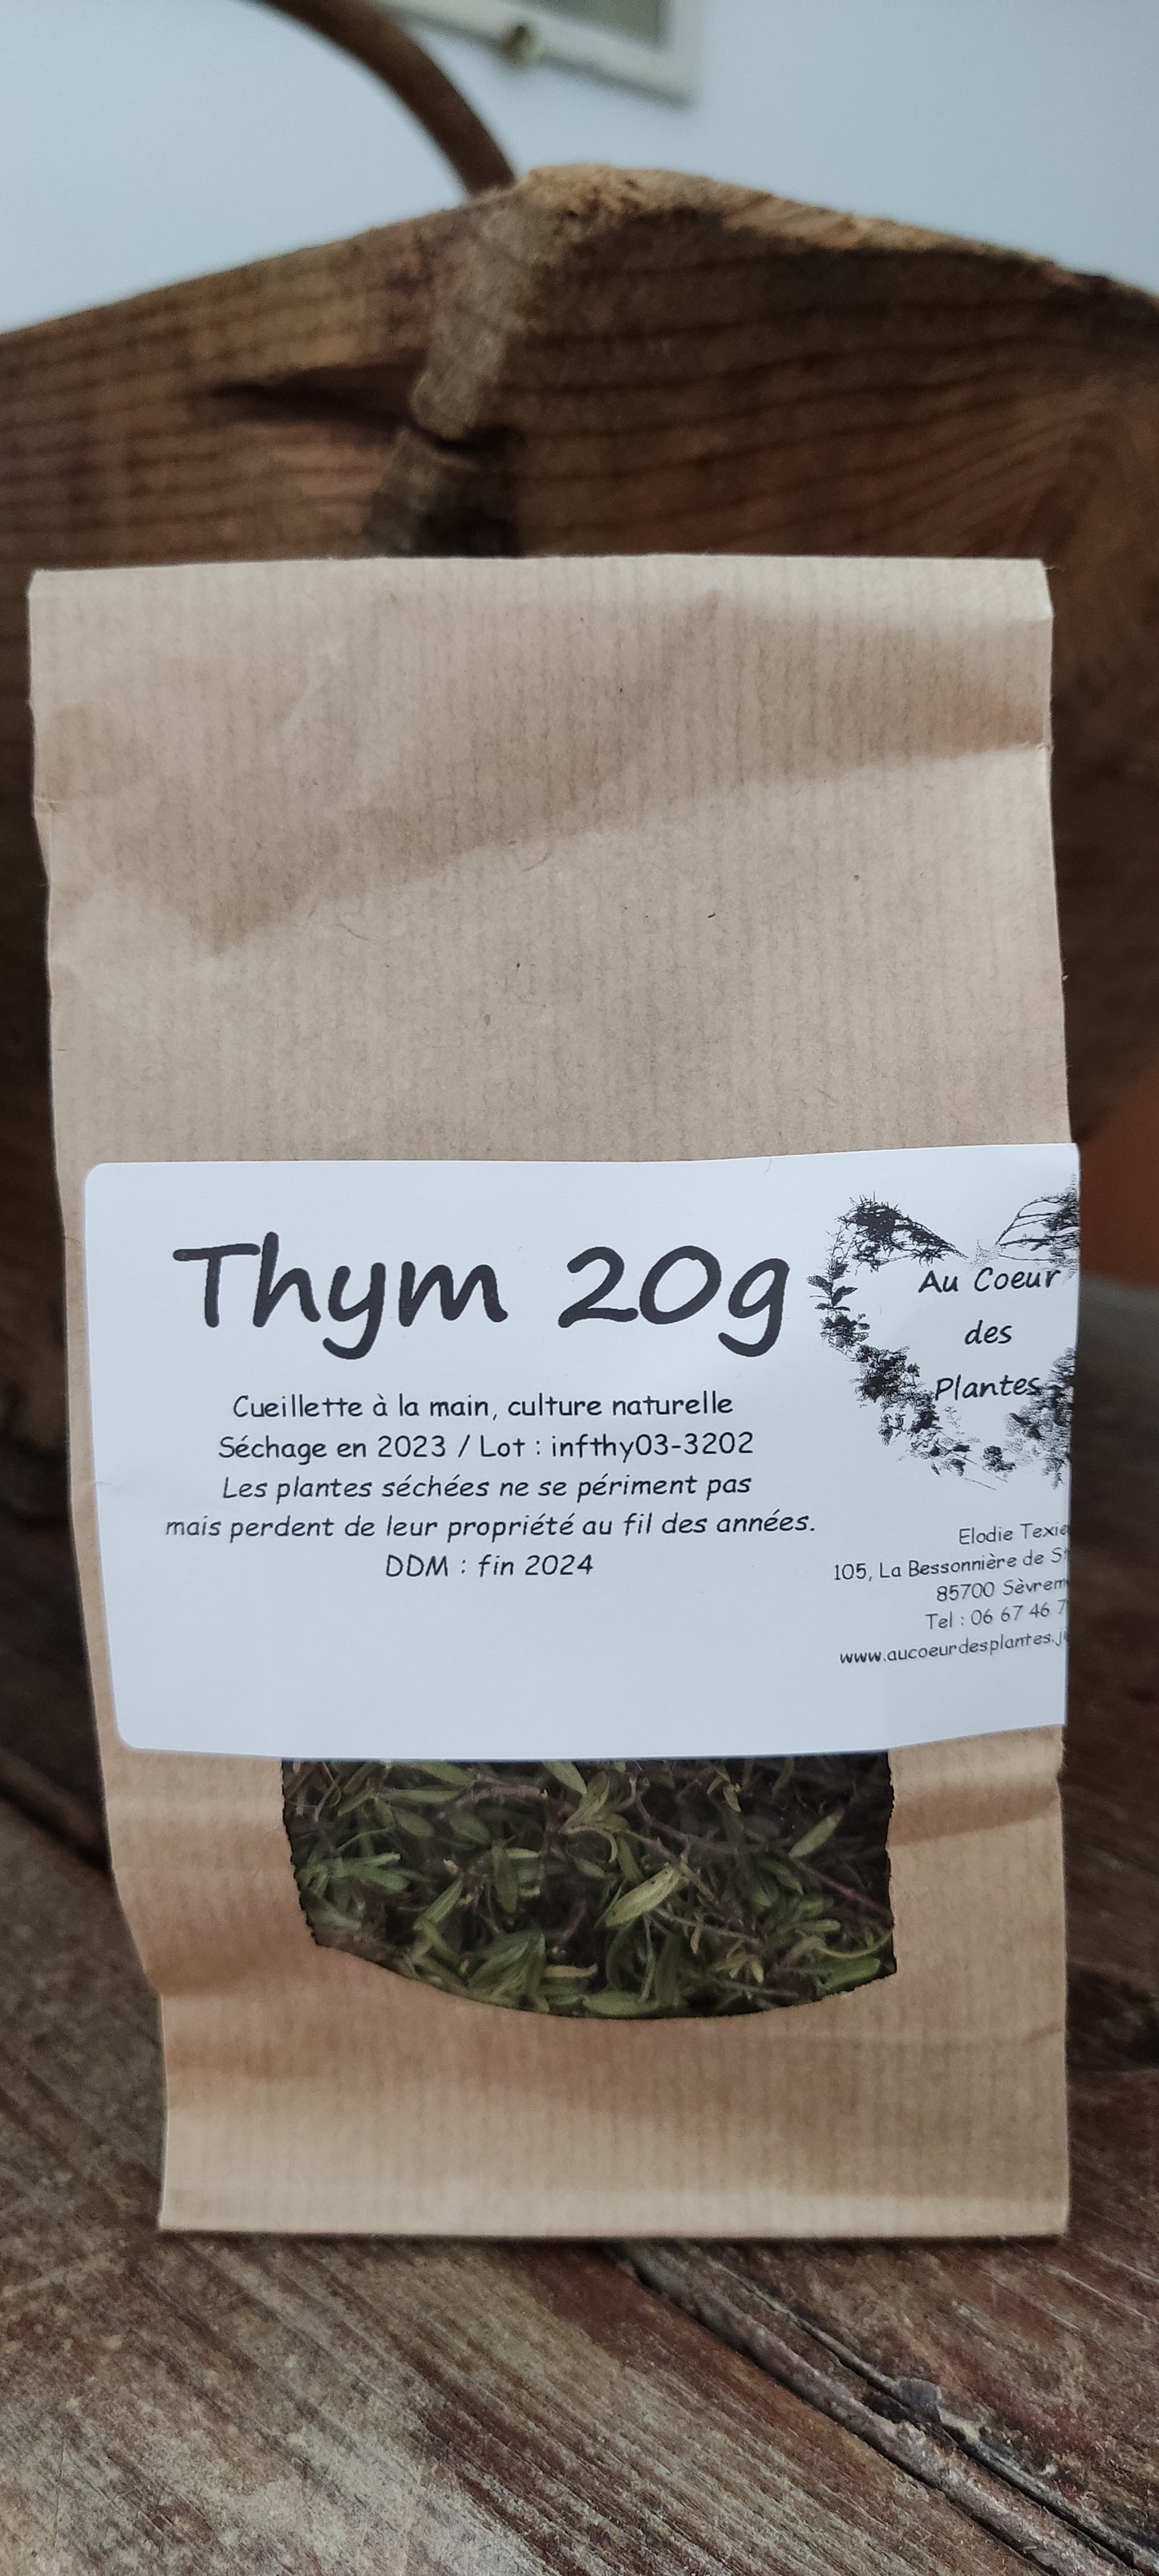 Thym 20g
Cueillette à la main, culture naturelle
Séchage en 2023 / Lot : infthy03-3202
Les plantes séchées ne se périment pas
mais perdent de leur propriété au fil des années.
DDM : fin 2024
Au Coeur
des
Plantes
Elodie
105, La Bessonnière de
85700
Tel : 06 67 46
www.aucoeurdesplantes.